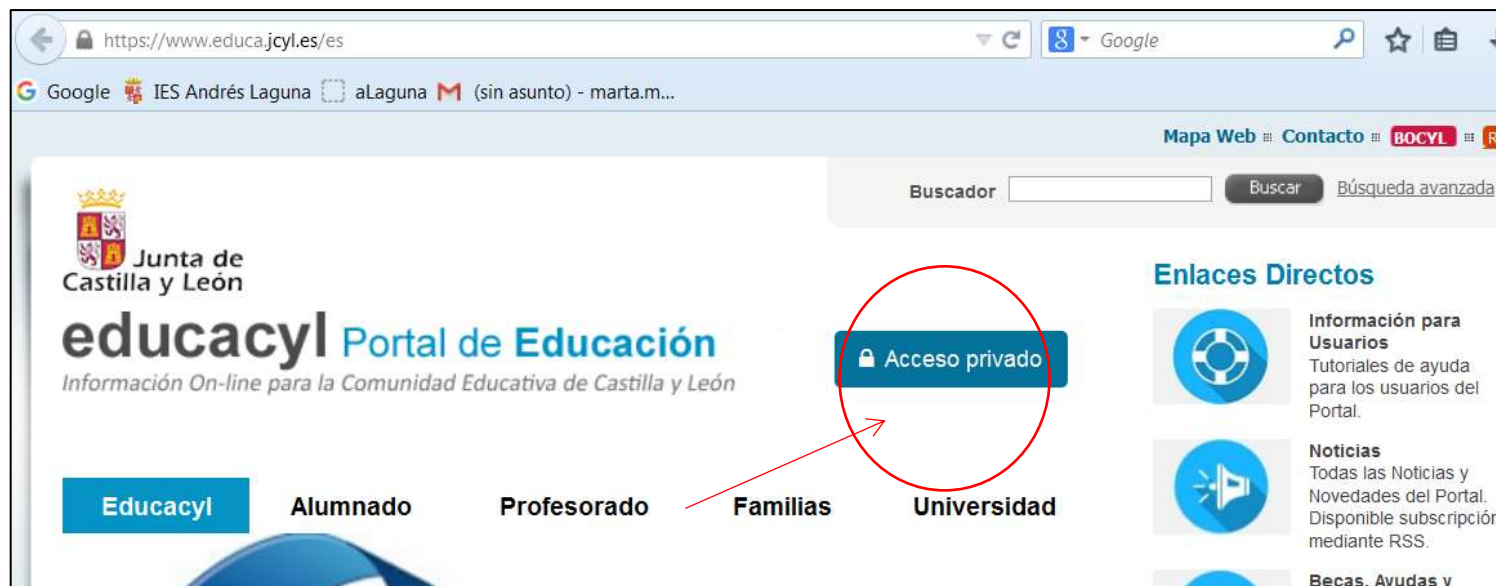 https://www.educa.jcyl.es/es
Google
Google IES Andrés Laguna aLaguna (sin asunto) - marta.m...
Mapa Web Contacto BOCYL
Buscador Buscar Búsqueda avanzada
Junta de
Castilla y León
educacyl Portal de Educación
Información On-line para la Comunidad Educativa de Castilla y León
Acceso privado
Educacyl Alumnado Profesorado Familias Universidad
Enlaces Directos
Información para
Usuarios
Tutoriales de ayuda
para los usuarios del
Portal.
Noticias
Todas las Noticias y
Novedades del Portal.
Disponible subscripción
mediante RSS.
Becas, Ayudas y